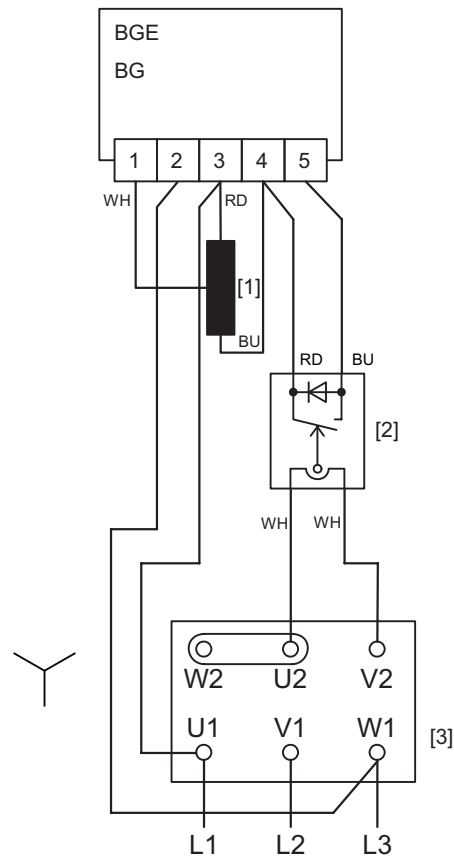 BGE
BG
1 2 3 4 5
WH RD
[1]
BU
RD BU
[2]
WH WH
W2 U2 V2
U1 V1 W1
[3]
L1 L2 L3